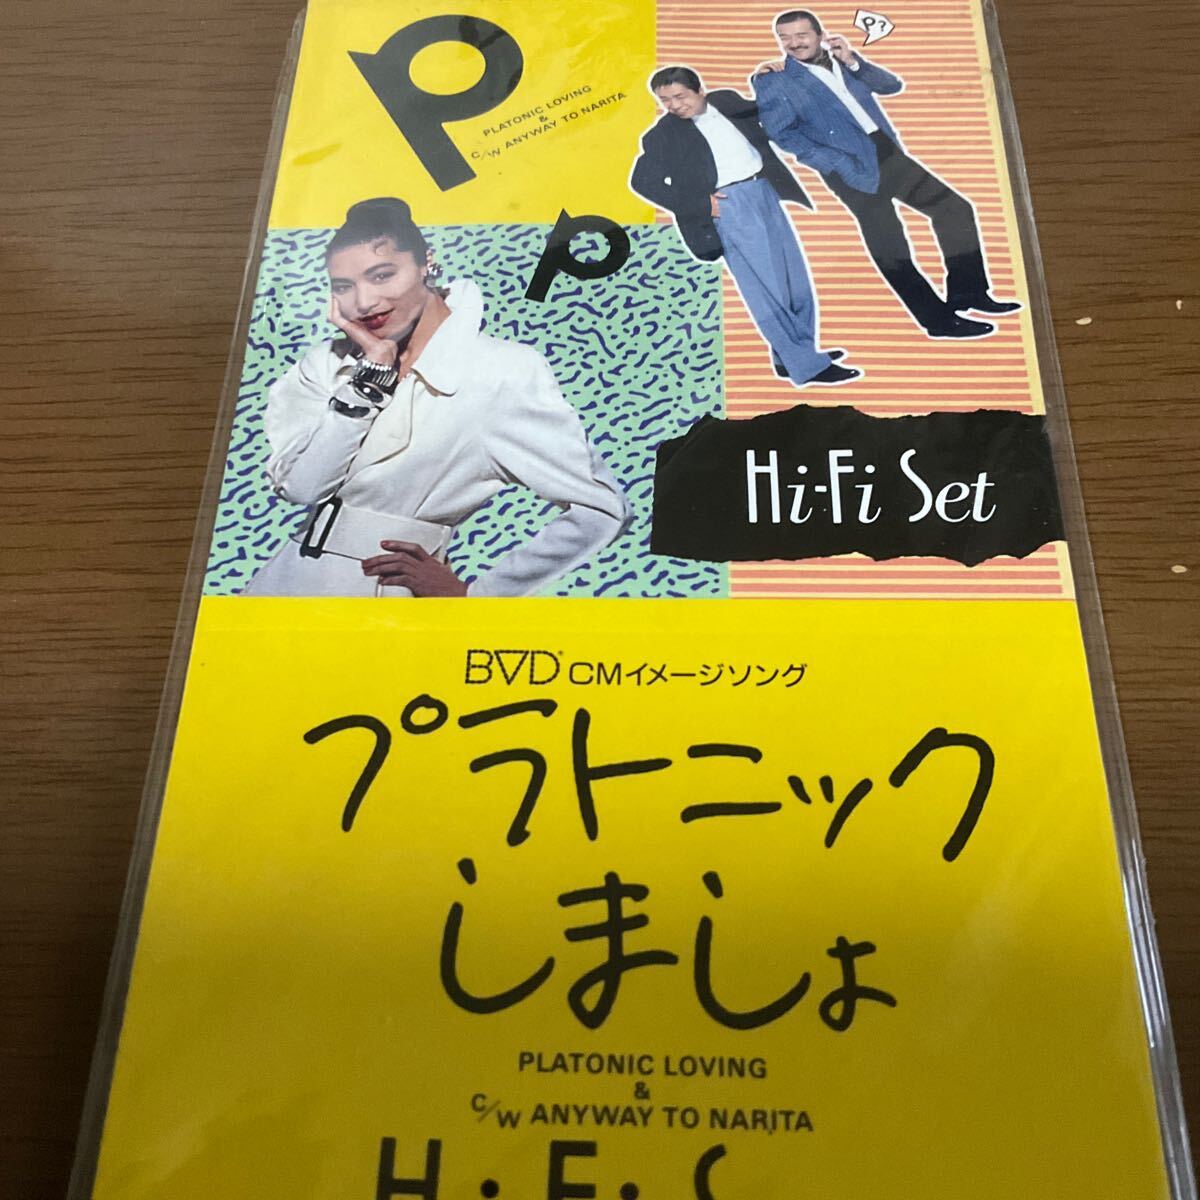 P
PLATONIC LOVING
&
C/W ANYWAY TO NARITA
P?
p
Hi-Fi Set
BVD® CMイメージソング
プラトニック
しましょ
PLATONIC LOVING
&
C/W ANYWAY TO NARITA
H・F・S